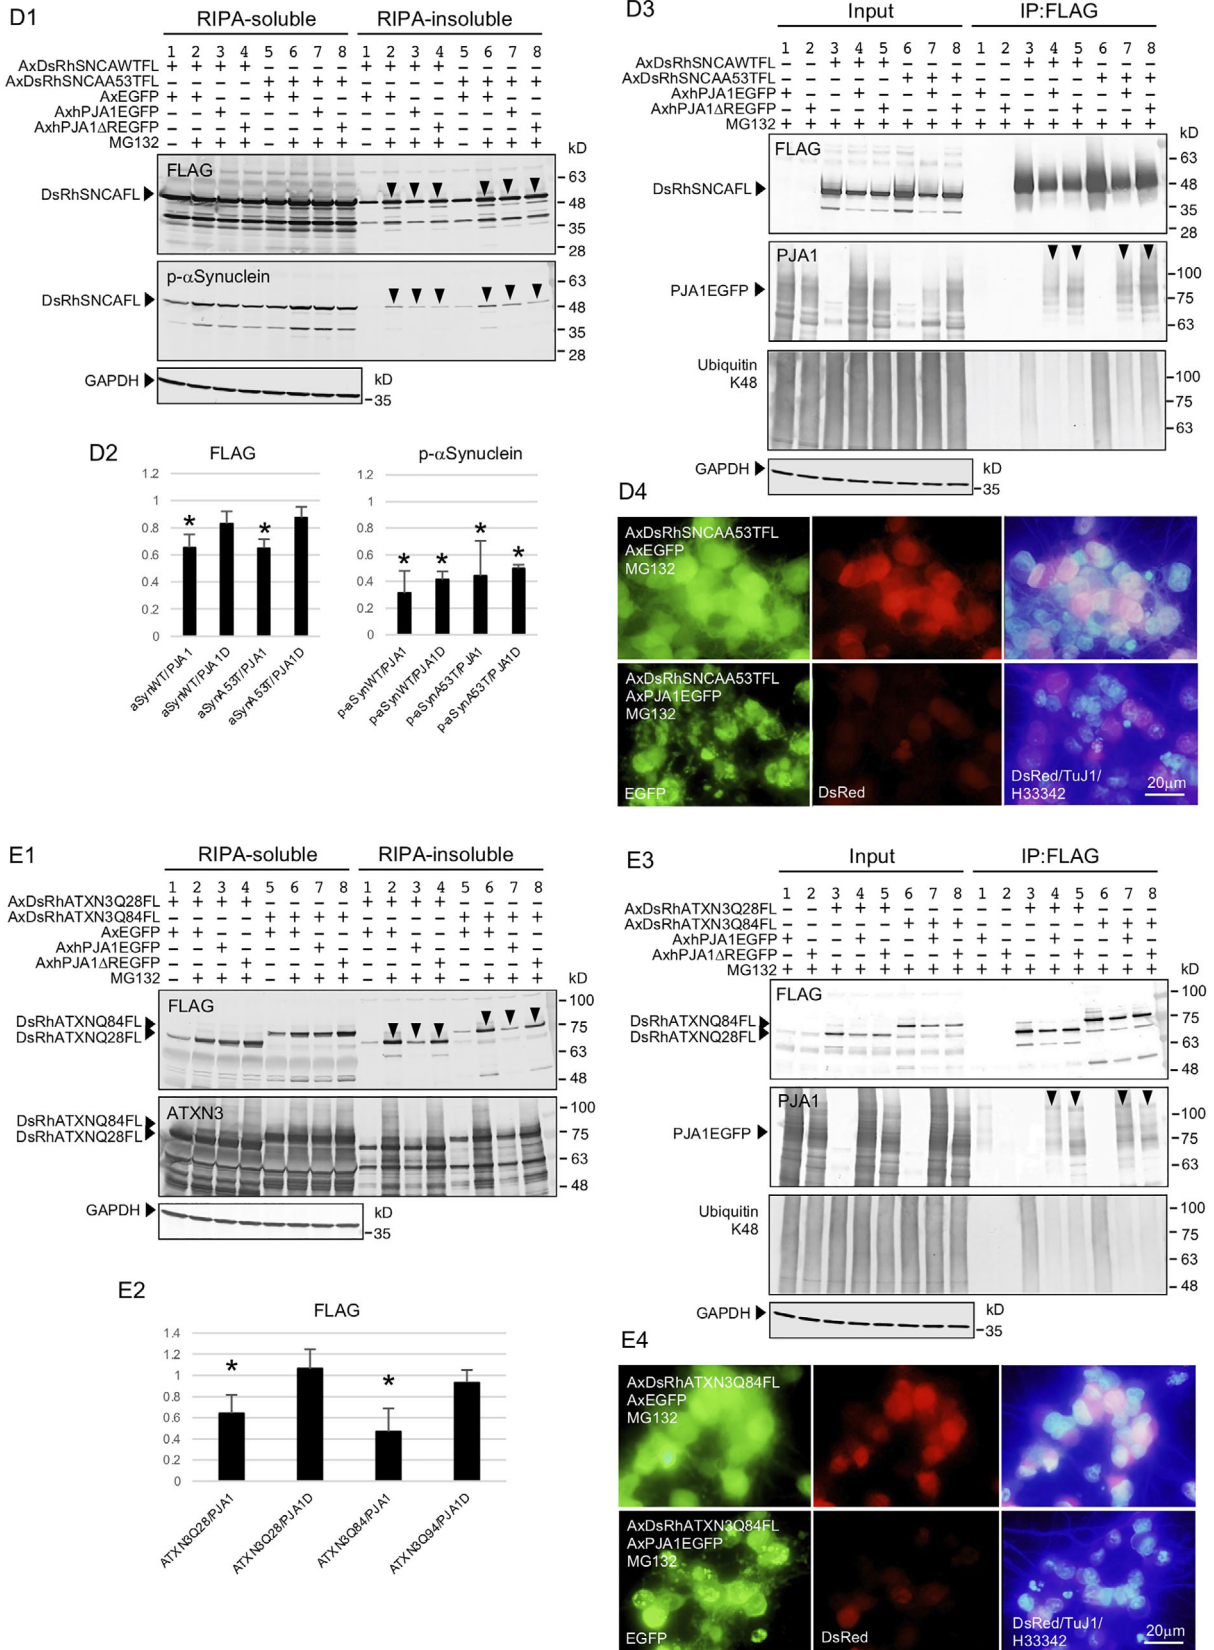 D1
RIPA-soluble RIPA-insoluble
1 2 3 4 5 6 7 8 1 2 3 4 5 6 7 8
AxDsRhSNCAWTFL + + + + − − − − + + + + − − − −
AxDsRhSNCAA53TFL − − − − + + + + − − − − + + + +
AxEGFP + + − − + + − − + + − − + + − −
AxhPJA1EGFP − − + − − − + − − − + − − − + −
AxhPJA1ΔREGFP − − − + − − − + − − − + − − − +
MG132 − + + + − + + + − + + + − + + +
kD
FLAG
DsRhSNCAFL
63
48
35
28
p-αSynuclein
DsRhSNCAFL
63
48
35
28
GAPDH
kD
35
D2
FLAG
1.2
1
0.8
0.6
0.4
0.2
0
* *
aSynWT/PJA1
aSynWT/PJA1D
aSynA53T/PJA1
aSynA53T/PJA1D
p-αSynuclein
1.2
1
0.8
0.6
0.4
0.2
0
* * * *
p-aSynWT/PJA1
p-aSynWT/PJA1D
p-aSynA53T/PJA1
p-aSynA53T/PJA1D
D3
Input IP:FLAG
1 2 3 4 5 6 7 8 1 2 3 4 5 6 7 8
AxDsRhSNCAWTFL − − + + + − − − − − + + + − − −
AxDsRhSNCAA53TFL − − − − − + + + − − − − − + + +
AxhPJA1EGFP + − − + − − + − + − − + − − + −
AxhPJA1ΔREGFP − + − − + − − + − + − − + − − +
MG132 + + + + + + + + + + + + + + + +
kD
FLAG
DsRhSNCAFL
63
48
35
28
PJA1
PJA1EGFP
100
75
63
Ubiquitin
K48
100
75
63
GAPDH
kD
35
D4
AxDsRhSNCAA53TFL
AxEGFP
MG132
AxDsRhSNCAA53TFL
AxPJA1EGFP
MG132
EGFP
DsRed
DsRed/TuJ1/
H33342
20μm
E1
RIPA-soluble RIPA-insoluble
1 2 3 4 5 6 7 8 1 2 3 4 5 6 7 8
AxDsRhATXN3Q28FL + + + + − − − − + + + + − − − −
AxDsRhATXN3Q84FL − − − − + + + + − − − − + + + +
AxEGFP + + − − + + − − + + − − + + − −
AxhPJA1EGFP − − + − − − + − − − + − − − + −
AxhPJA1ΔREGFP − − − + − − − + − − − + − − − +
MG132 − + + + − + + + − + + + − + + +
kD
FLAG
DsRhATXNQ84FL
DsRhATXNQ28FL
100
75
63
48
ATXN3
DsRhATXNQ84FL
DsRhATXNQ28FL
100
75
63
48
GAPDH
kD
35
E2
FLAG
1.4
1.2
1
0.8
0.6
0.4
0.2
0
* *
ATXN3Q28/PJA1
ATXN3Q28/PJA1D
ATXN3Q84/PJA1
ATXN3Q94/PJA1D
E3
Input IP:FLAG
1 2 3 4 5 6 7 8 1 2 3 4 5 6 7 8
AxDsRhATXN3Q28FL − − + + + − − − − − + + + − − −
AxDsRhATXN3Q84FL − − − − − + + + − − − − − + + +
AxhPJA1EGFP + − − + − − + − + − − + − − + −
AxhPJA1ΔREGFP − + − − + − − + − + − − + − − +
MG132 + + + + + + + + + + + + + + + +
kD
FLAG
DsRhATXNQ84FL
DsRhATXNQ28FL
100
75
63
48
PJA1
PJA1EGFP
100
75
63
Ubiquitin
K48
100
75
63
48
GAPDH
kD
35
E4
AxDsRhATXN3Q84FL
AxEGFP
MG132
AxDsRhATXN3Q84FL
AxPJA1EGFP
MG132
EGFP
DsRed
DsRed/TuJ1/
H33342
20μm